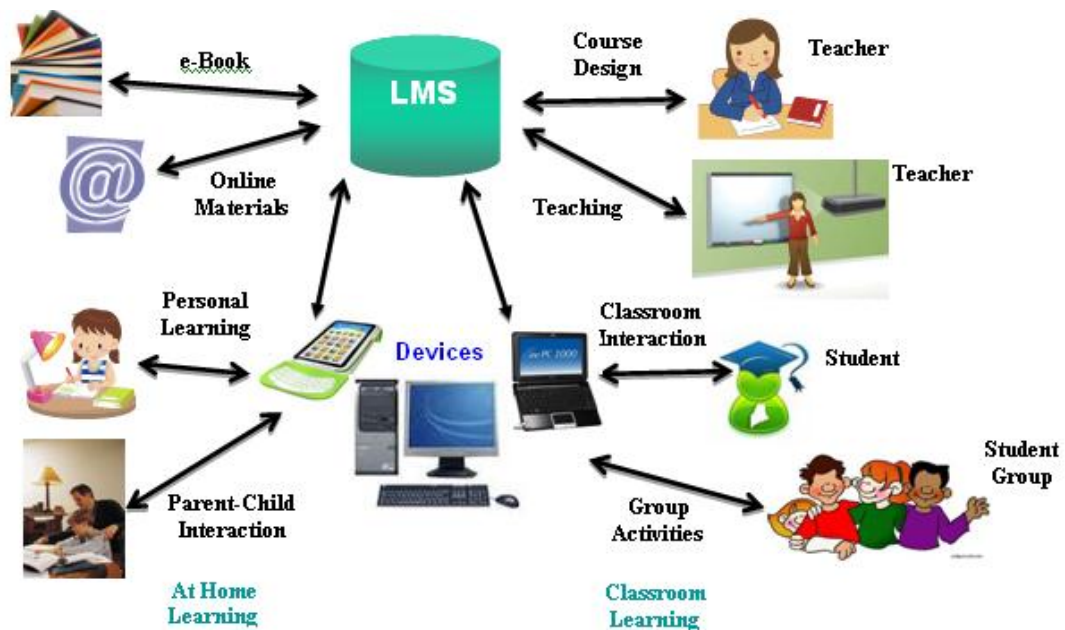 e-Book
LMS
Course
Design
Teacher
Online
Materials
Teaching
Teacher
Personal
Learning
Devices
Classroom
Interaction
Student
Parent-Child
Interaction
Group
Activities
Student
Group
At Home
Learning
Classroom
Learning